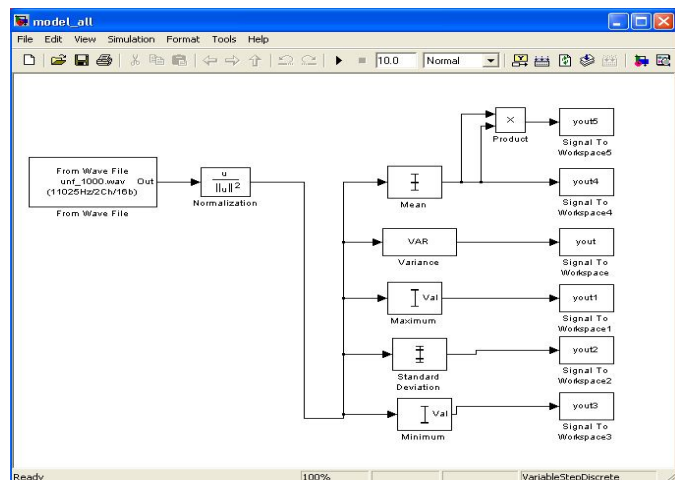 model_all
File Edit View Simulation Format Tools Help
10.0 Normal
From Wave File
unf_1000.wav Out
(11025Hz/2Ch/16b)
From Wave File
u
||u||2
Normalization
×
Product
yout5
Signal To
Workspace5
Mean
yout4
Signal To
Workspace4
VAR
Variance
yout
Signal To
Workspace
Val
Maximum
yout1
Signal To
Workspace1
Standard
Deviation
yout2
Signal To
Workspace2
Val
Minimum
yout3
Signal To
Workspace3
Ready 100% VariableStepDiscrete